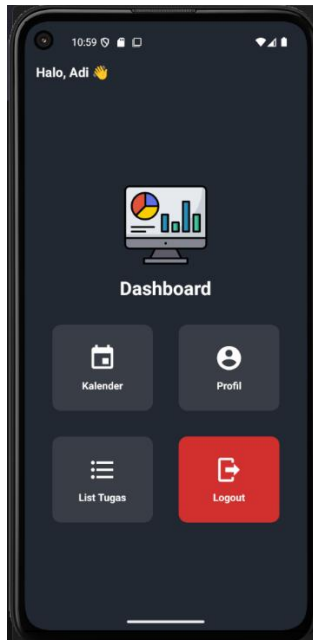 10:59
Halo, Adi 👋
Dashboard
Kalender
Profil
List Tugas
Logout